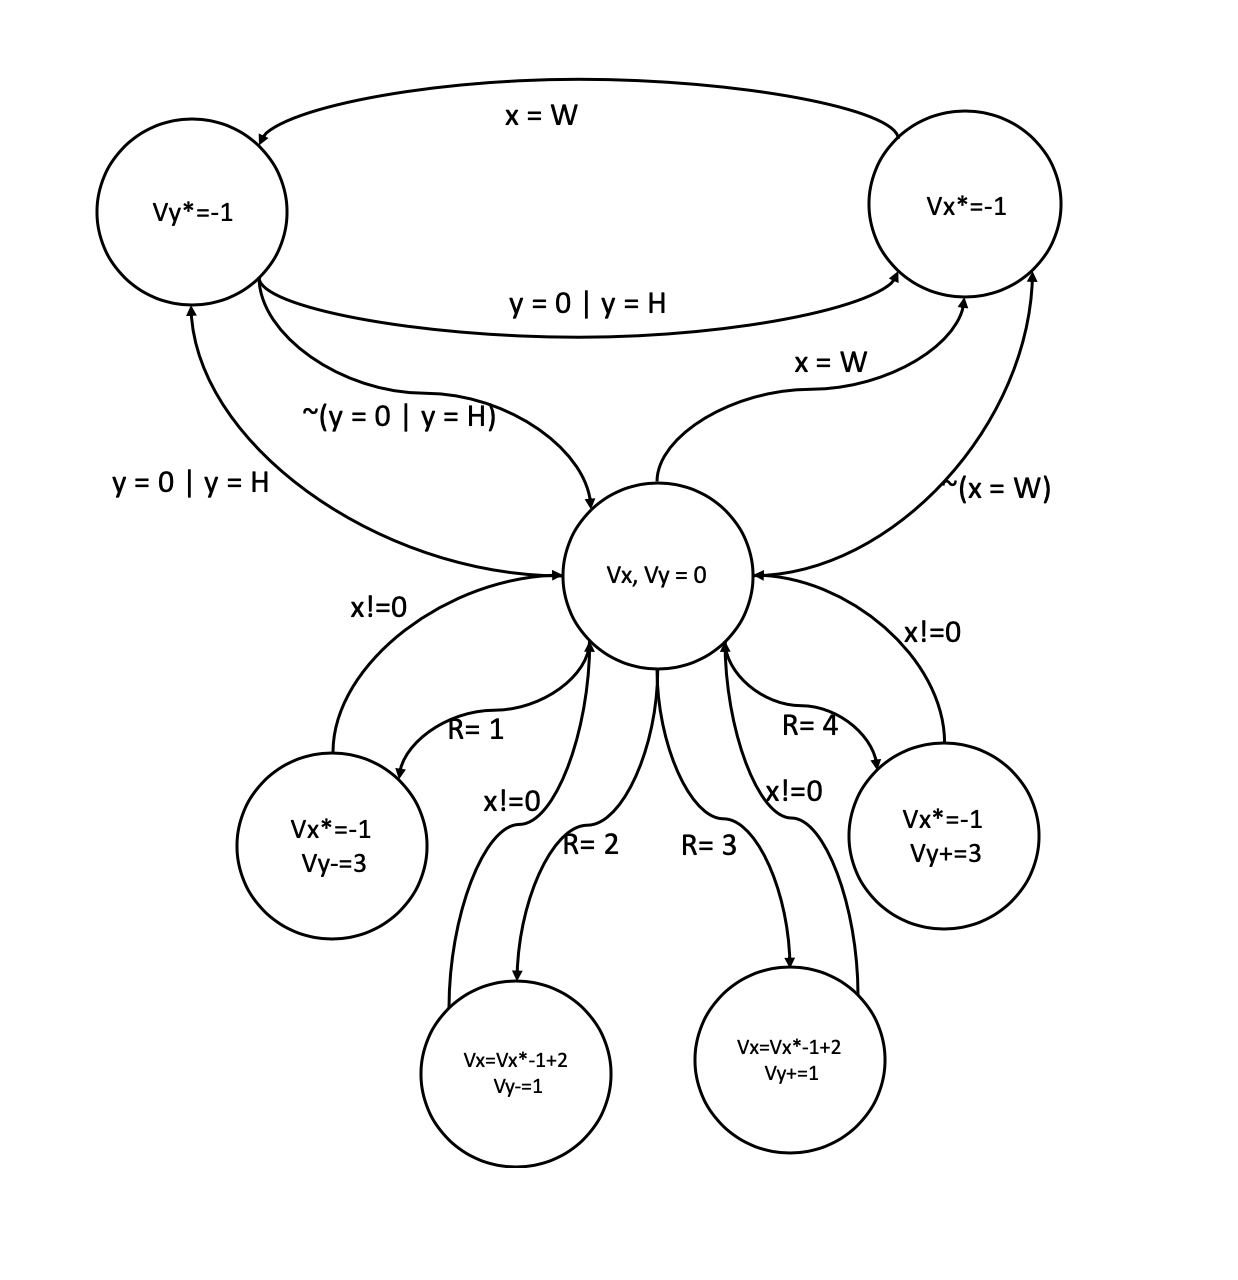 x = W
Vy*=-1
Vx*=-1
y = 0 | y = H
x = W
~(y = 0 | y = H)
y = 0 | y = H
~(x = W)
Vx, Vy = 0
x!=0
x!=0
R= 1
R= 4
x!=0
x!=0
R= 2
R= 3
Vx*=-1
Vy-=3
Vx*=-1
Vy+=3
Vx=Vx*-1+2
Vy-=1
Vx=Vx*-1+2
Vy+=1